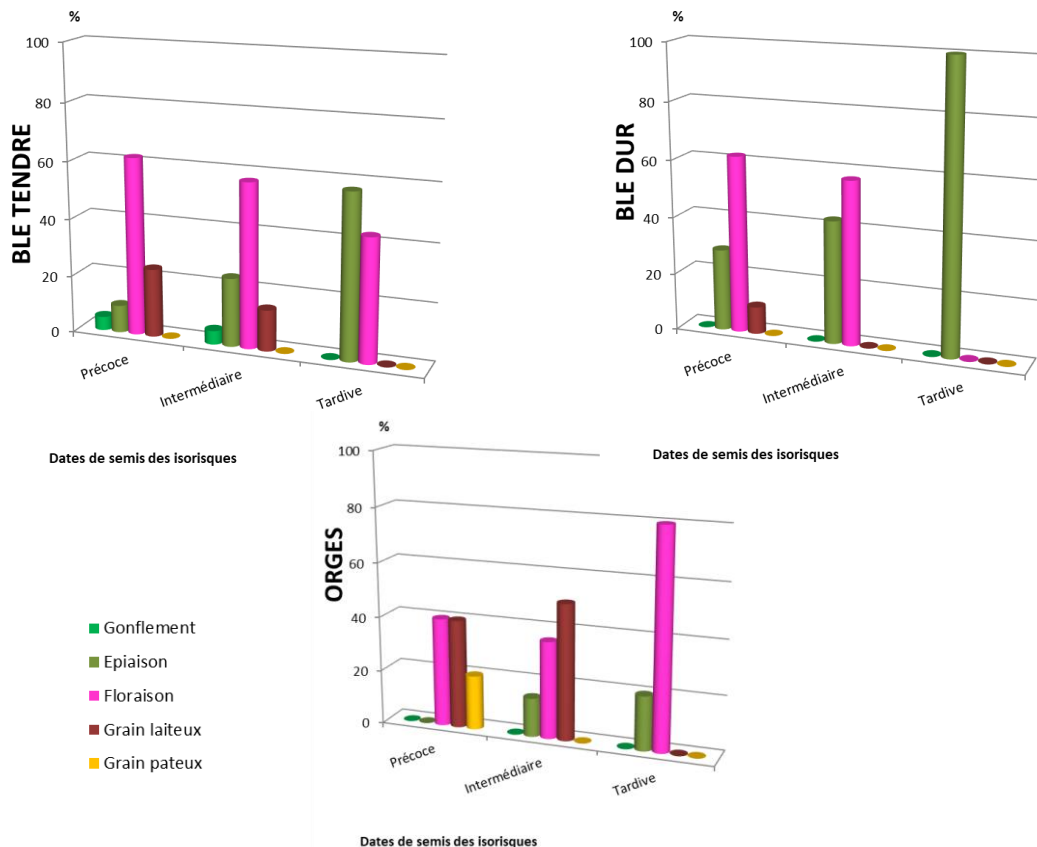 %
100
80
60
40
20
0
BLE TENDRE
Précoce
Intermédiaire
Tardive
Dates de semis des isorisques
%
100
80
60
40
20
0
BLE DUR
Précoce
Intermédiaire
Tardive
Dates de semis des isorisques
%
100
80
60
40
20
0
ORGES
Précoce
Intermédiaire
Tardive
Dates de semis des isorisques
Gonflement
Epiaison
Floraison
Grain laiteux
Grain pateux